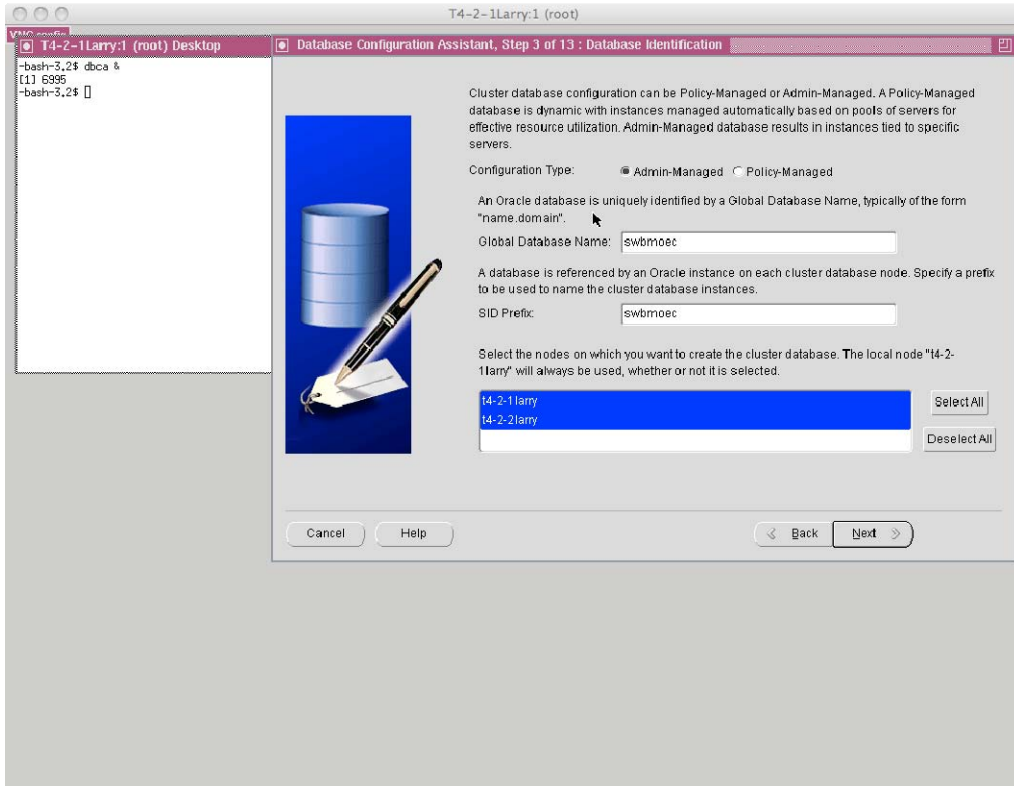 T4-2-1Larry:1 (root)
VNC config
T4-2-1Larry:1 (root) Desktop
-bash-3.2$ dbca &
[1] 6995
-bash-3.2$
Database Configuration Assistant, Step 3 of 13 : Database Identification
Cluster database configuration can be Policy-Managed or Admin-Managed. A Policy-Managed
database is dynamic with instances managed automatically based on pools of servers for
effective resource utilization. Admin-Managed database results in instances tied to specific
servers.
Configuration Type: Admin-Managed Policy-Managed
An Oracle database is uniquely identified by a Global Database Name, typically of the form
"name.domain".
Global Database Name: swbmoec
A database is referenced by an Oracle instance on each cluster database node. Specify a prefix
to be used to name the cluster database instances.
SID Prefix: swbmoec
Select the nodes on which you want to create the cluster database. The local node "t4-2-
1larry" will always be used, whether or not it is selected.
t4-2-1larry
t4-2-2larry
Select All
Deselect All
Cancel Help Back Next